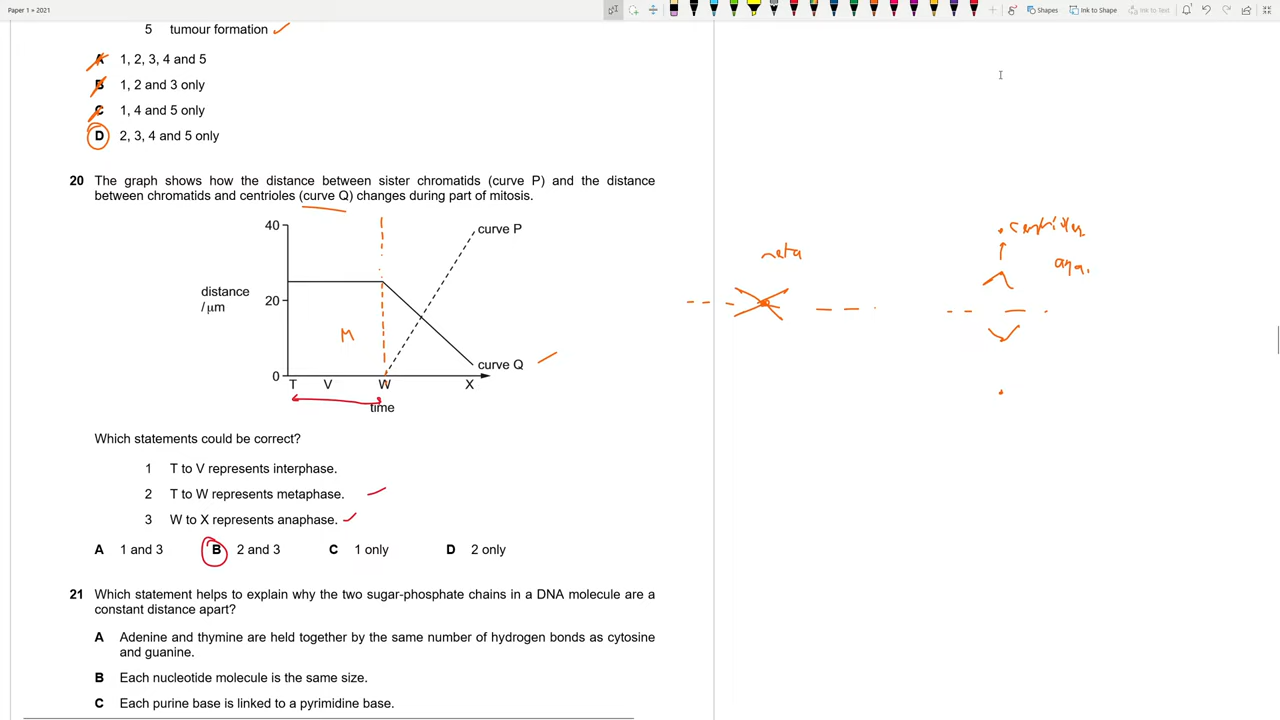 Paper 1 » 2021
Shapes
Ink to Shape
Ink to Text
5 tumour formation
A 1, 2, 3, 4 and 5
B 1, 2 and 3 only
C 1, 4 and 5 only
D 2, 3, 4 and 5 only
20 The graph shows how the distance between sister chromatids (curve P) and the distance
between chromatids and centrioles (curve Q) changes during part of mitosis.
40
curve P
distance
/ μm
20
M
curve Q
0
T V W X
time
meta
centrioles
ana.
Which statements could be correct?
1 T to V represents interphase.
2 T to W represents metaphase.
3 W to X represents anaphase.
A 1 and 3 B 2 and 3 C 1 only D 2 only
21 Which statement helps to explain why the two sugar-phosphate chains in a DNA molecule are a
constant distance apart?
A Adenine and thymine are held together by the same number of hydrogen bonds as cytosine
and guanine.
B Each nucleotide molecule is the same size.
C Each purine base is linked to a pyrimidine base.